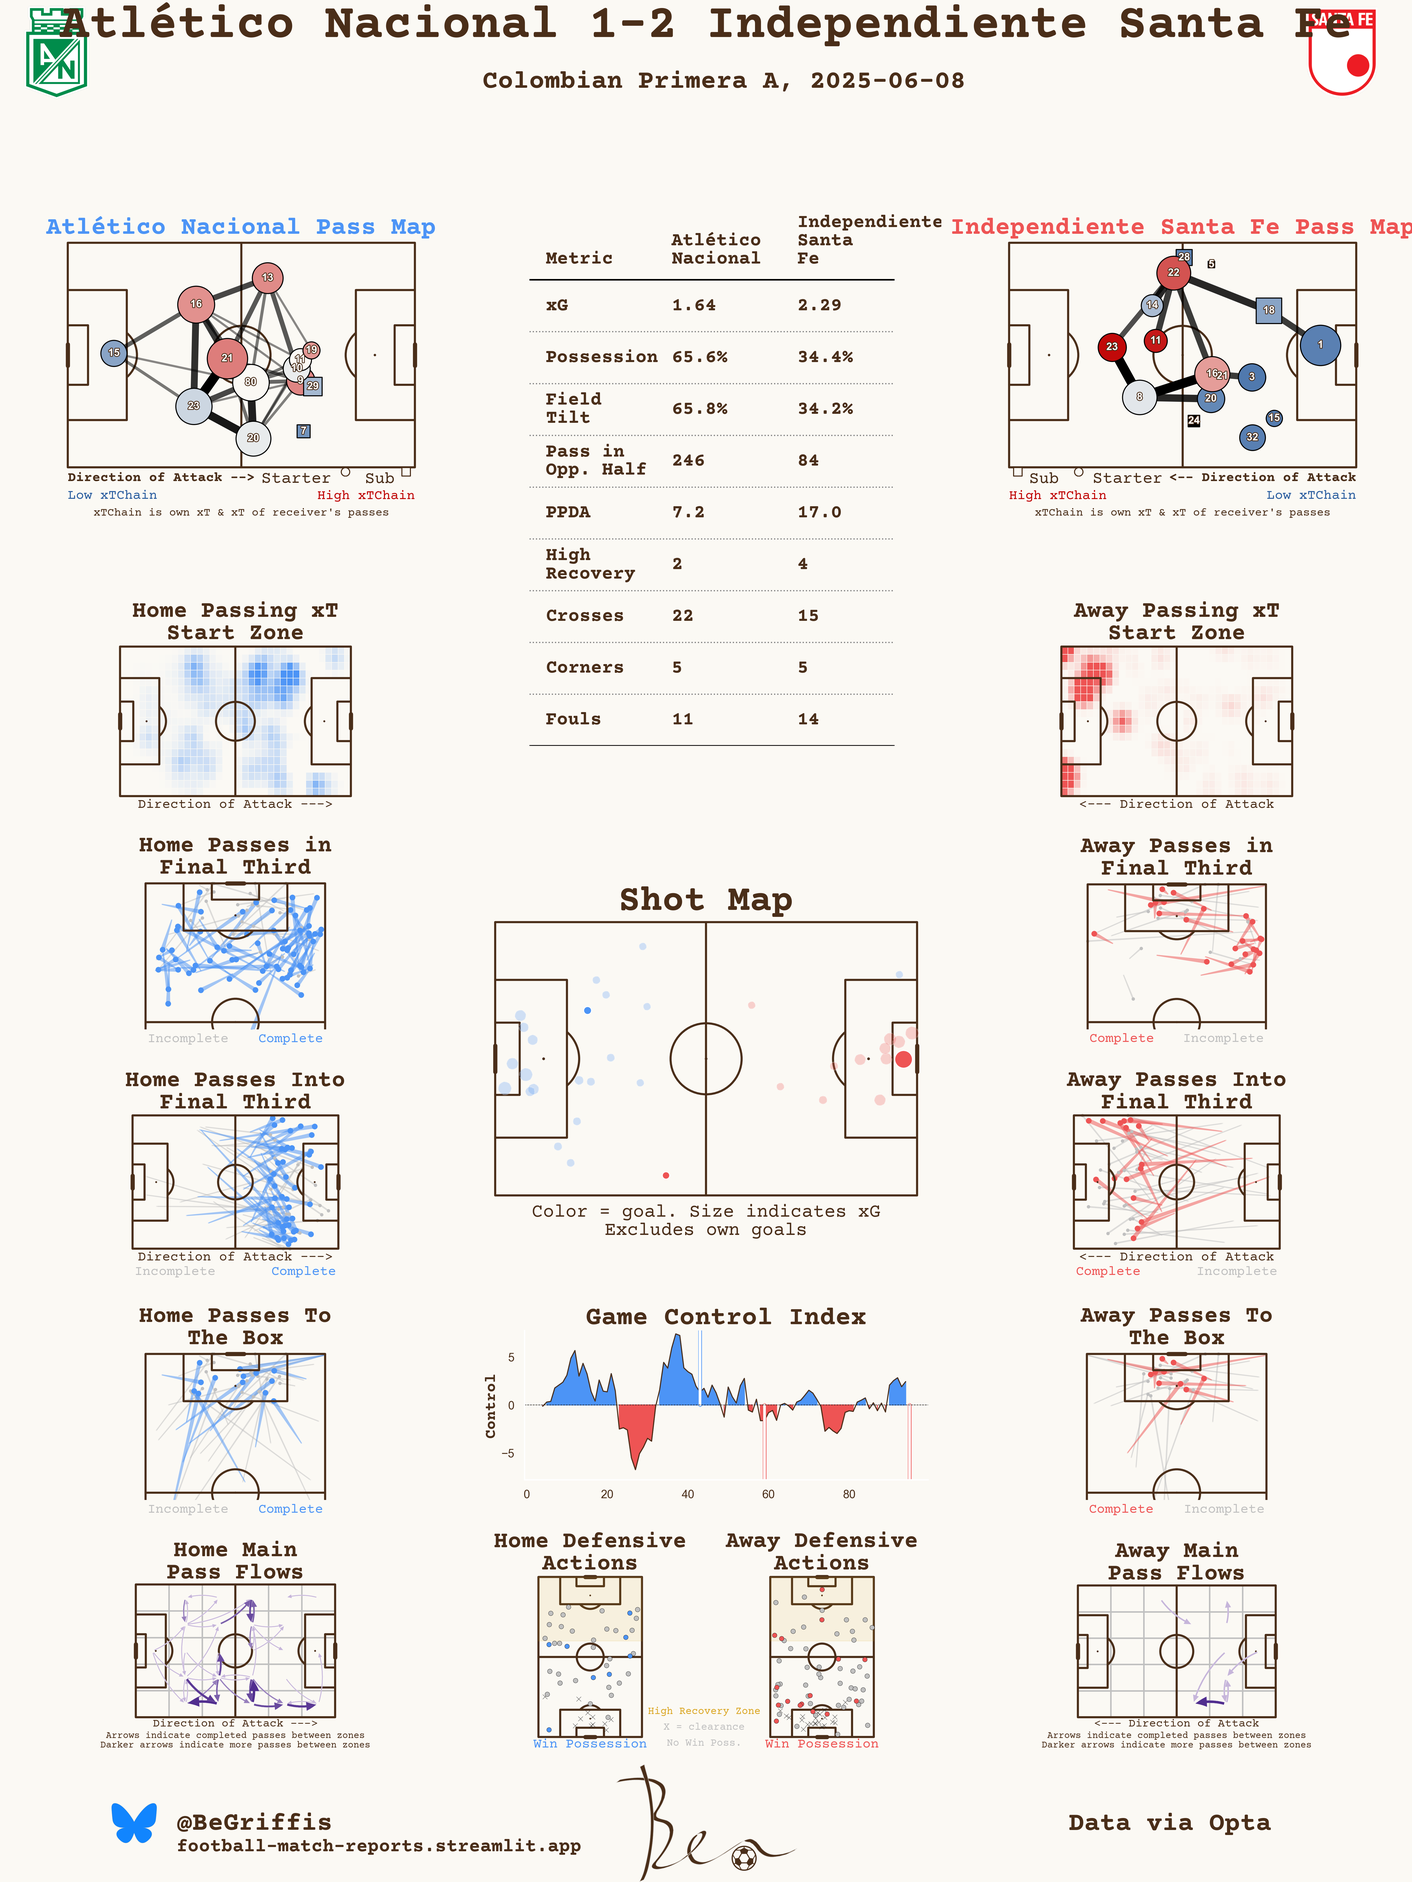 Atlético Nacional 1-2 Independiente Santa Fe
SANTA FE
AN
Colombian Primera A, 2025-06-08
Atlético Nacional Pass Map
13
16
15
21
19
11
10
9
80
29
23
7
20
Direction of Attack --> Starter Sub
Low xTChain High xTChain
xTChain is own xT & xT of receiver's passes
Metric Atlético Nacional Independiente Santa Fe
xG 1.64 2.29
Possession 65.6% 34.4%
Field Tilt 65.8% 34.2%
Pass in Opp. Half 246 84
PPDA 7.2 17.0
High Recovery 2 4
Crosses 22 15
Corners 5 5
Fouls 11 14
Independiente Santa Fe Pass Map
28
5
22
14
18
11
23
1
16
21
3
8
20
24
15
32
Sub Starter <-- Direction of Attack
High xTChain Low xTChain
xTChain is own xT & xT of receiver's passes
Home Passing xT
Start Zone
Direction of Attack --->
Away Passing xT
Start Zone
<--- Direction of Attack
Home Passes in
Final Third
Incomplete Complete
Away Passes in
Final Third
Complete Incomplete
Shot Map
Color = goal. Size indicates xG
Excludes own goals
Home Passes Into
Final Third
Direction of Attack --->
Incomplete Complete
Away Passes Into
Final Third
<--- Direction of Attack
Complete Incomplete
Home Passes To
The Box
Incomplete Complete
Game Control Index
Control
5
0
−5
0 20 40 60 80
Away Passes To
The Box
Complete Incomplete
Home Main
Pass Flows
Direction of Attack --->
Arrows indicate completed passes between zones
Darker arrows indicate more passes between zones
Home Defensive
Actions
Win Possession
High Recovery Zone
X = clearance
No Win Poss.
Away Defensive
Actions
Win Possession
Away Main
Pass Flows
<--- Direction of Attack
Arrows indicate completed passes between zones
Darker arrows indicate more passes between zones
@BeGriffis
football-match-reports.streamlit.app
Ben
Data via Opta